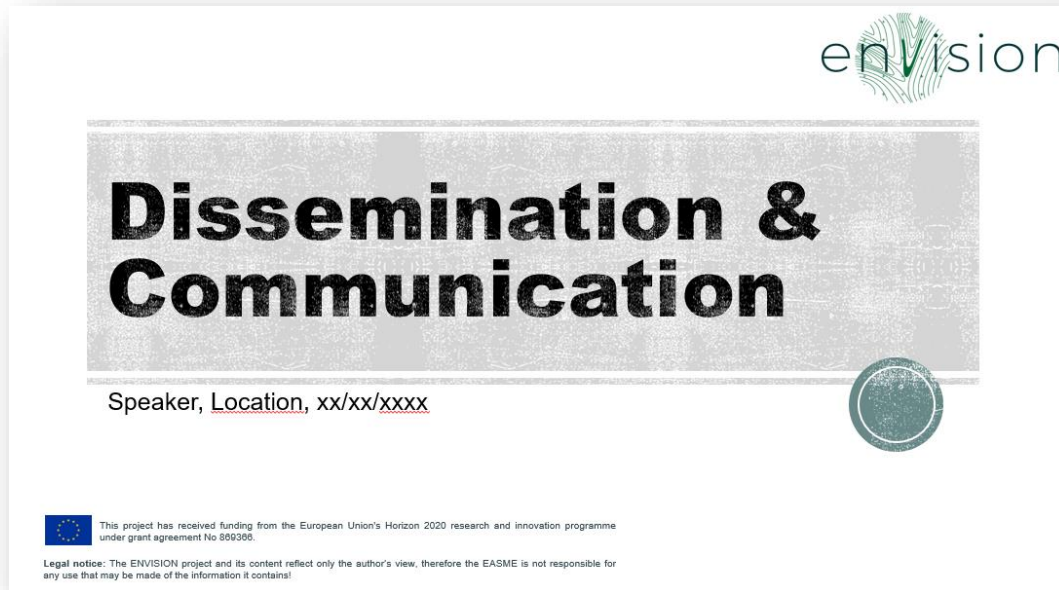 envision
Dissemination &
Communication
Speaker, Location, xx/xx/xxxx
This project has received funding from the European Union's Horizon 2020 research and innovation programme
under grant agreement No 869366.
Legal notice: The ENVISION project and its content reflect only the author's view, therefore the EASME is not responsible for
any use that may be made of the information it contains!